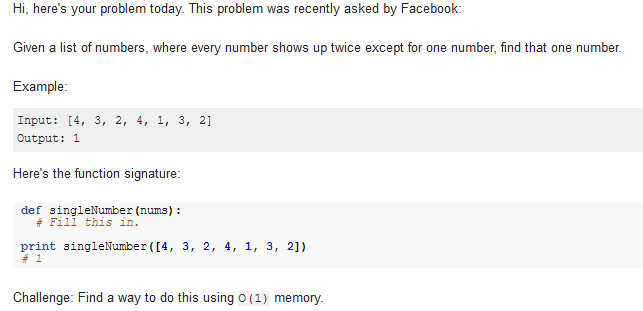 Hi, here's your problem today. This problem was recently asked by Facebook:
Given a list of numbers, where every number shows up twice except for one number, find that one number.
Example:
Input: [4, 3, 2, 4, 1, 3, 2]
Output: 1
Here's the function signature:
def singleNumber(nums):
  # Fill this in.
print singleNumber([4, 3, 2, 4, 1, 3, 2])
# 1
Challenge: Find a way to do this using O(1) memory.